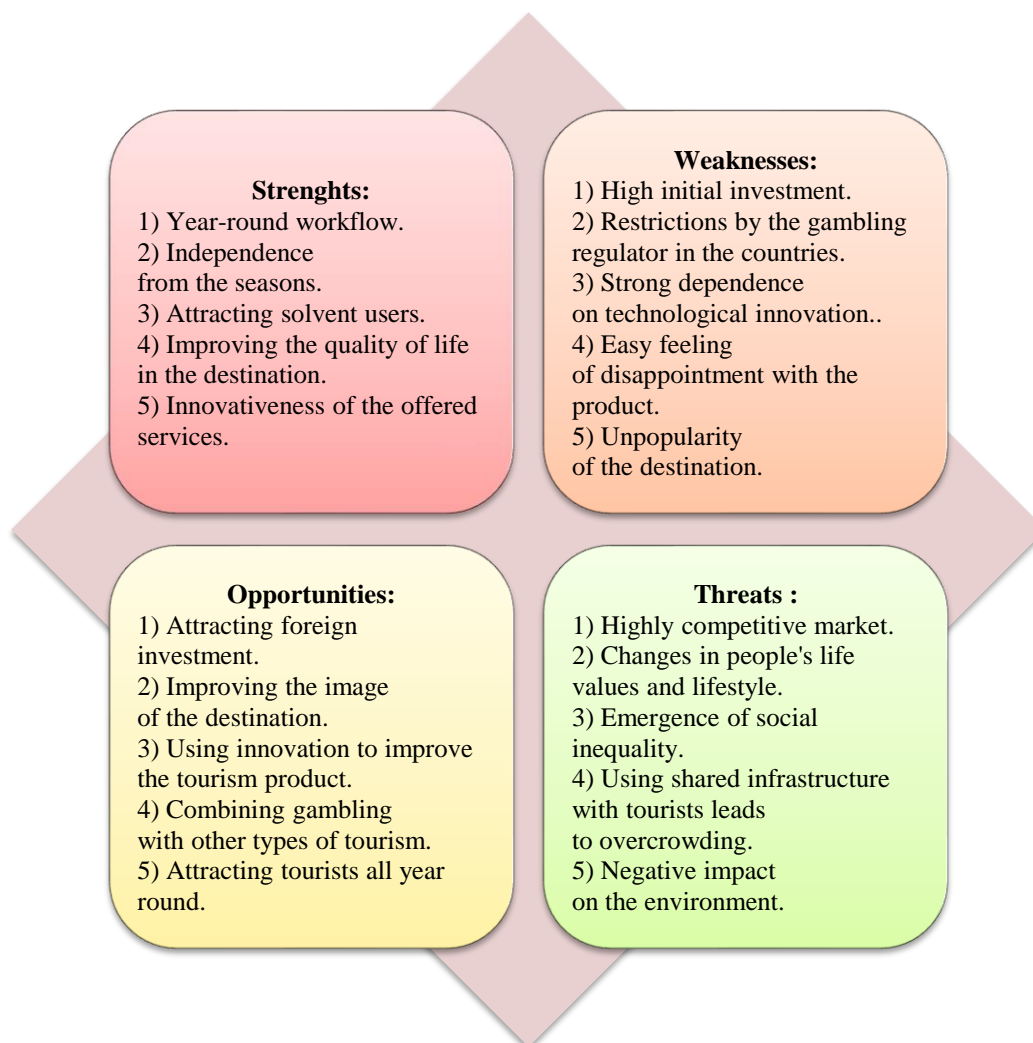 Strenghts:
1) Year-round workflow.
2) Independence
from the seasons.
3) Attracting solvent users.
4) Improving the quality of life
in the destination.
5) Innovativeness of the offered
services.
Weaknesses:
1) High initial investment.
2) Restrictions by the gambling
regulator in the countries.
3) Strong dependence
on technological innovation..
4) Easy feeling
of disappointment with the
product.
5) Unpopularity
of the destination.
Opportunities:
1) Attracting foreign
investment.
2) Improving the image
of the destination.
3) Using innovation to improve
the tourism product.
4) Combining gambling
with other types of tourism.
5) Attracting tourists all year
round.
Threats :
1) Highly competitive market.
2) Changes in people's life
values and lifestyle.
3) Emergence of social
inequality.
4) Using shared infrastructure
with tourists leads
to overcrowding.
5) Negative impact
on the environment.